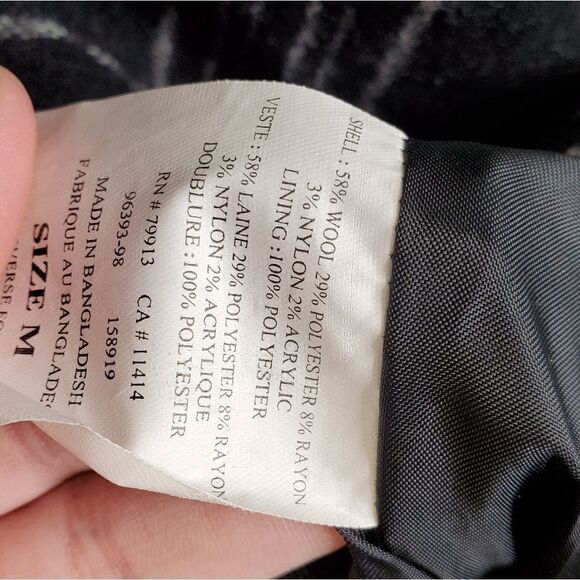 SHELL : 58% WOOL 29% POLYESTER 8% RAYON
3% NYLON 2% ACRYLIC
LINING :100% POLYESTER
VESTE : 58% LAINE 29% POLYESTER 8% RAYON
3% NYLON 2% ACRYLIQUE
DOUBLURE :100% POLYESTER
RN # 79913 CA # 11414
96393-98 158919
MADE IN BANGLADESH
FABRIQUE AU BANGLADES
SIZE M